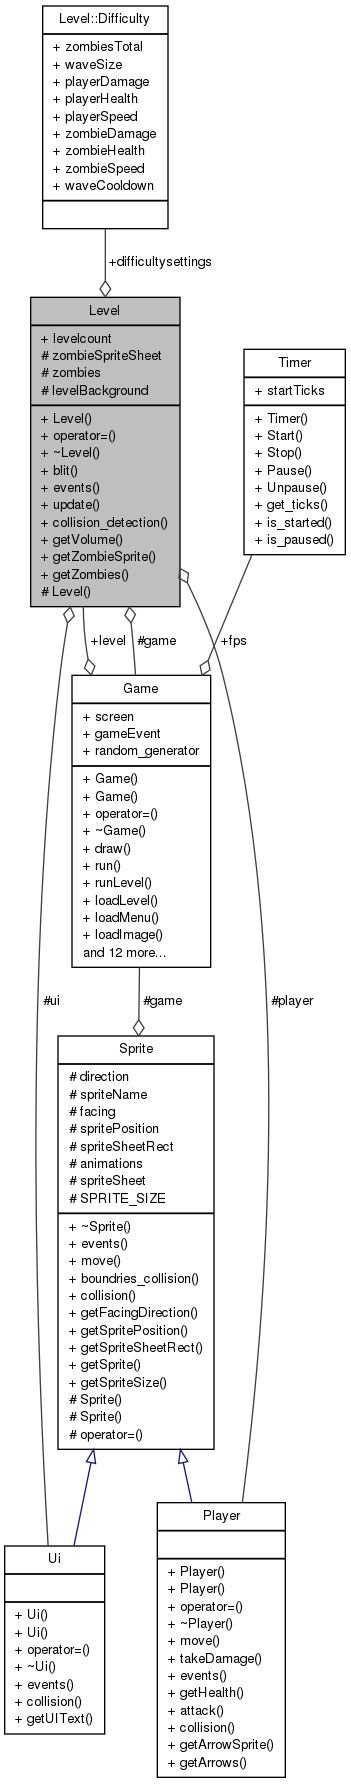 Level::Difficulty
+ zombiesTotal
+ waveSize
+ playerDamage
+ playerHealth
+ playerSpeed
+ zombieDamage
+ zombieHealth
+ zombieSpeed
+ waveCooldown
+difficultysettings
Level
+ levelcount
# zombieSpriteSheet
# zombies
# levelBackground
+ Level()
+ operator=()
+ ~Level()
+ blit()
+ events()
+ update()
+ collision_detection()
+ getVolume()
+ getZombieSprite()
+ getZombies()
# Level()
Timer
+ startTicks
+ Timer()
+ Start()
+ Stop()
+ Pause()
+ Unpause()
+ get_ticks()
+ is_started()
+ is_paused()
+level
#game
+fps
Game
+ screen
+ gameEvent
+ random_generator
+ Game()
+ Game()
+ operator=()
+ ~Game()
+ draw()
+ run()
+ runLevel()
+ loadLevel()
+ loadMenu()
+ loadImage()
and 12 more...
#ui
#game
#player
Sprite
# direction
# spriteName
# facing
# spritePosition
# spriteSheetRect
# animations
# spriteSheet
# SPRITE_SIZE
+ ~Sprite()
+ events()
+ move()
+ boundries_collision()
+ collision()
+ getFacingDirection()
+ getSpritePosition()
+ getSpriteSheetRect()
+ getSprite()
+ getSpriteSize()
# Sprite()
# Sprite()
# operator=()
Ui
+ Ui()
+ Ui()
+ operator=()
+ ~Ui()
+ events()
+ collision()
+ getUIText()
Player
+ Player()
+ Player()
+ operator=()
+ ~Player()
+ move()
+ takeDamage()
+ events()
+ getHealth()
+ attack()
+ collision()
+ getArrowSprite()
+ getArrows()